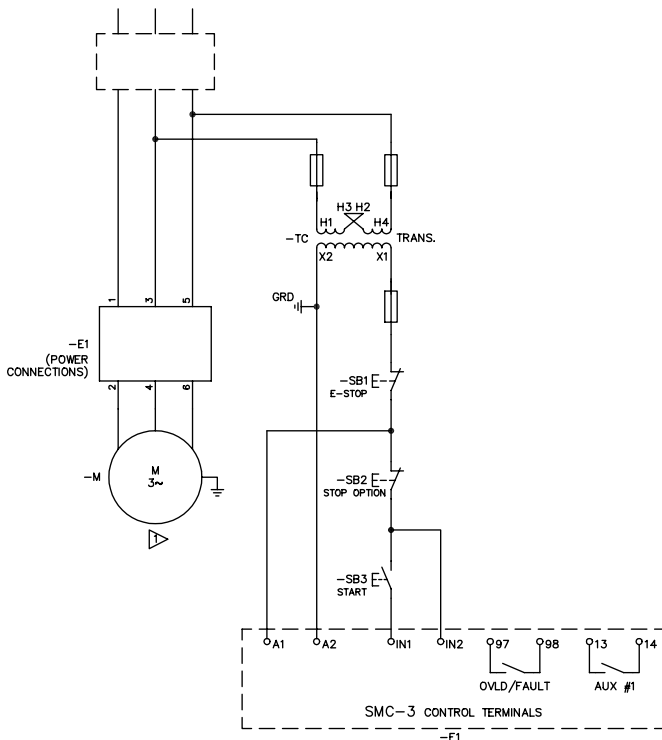 H3 H2
H1 H4
-TC TRANS.
X2 X1
GRD
1 3 5
-E1
(POWER
CONNECTIONS)
2 4 6
-SB1
E-STOP
-M
M
3~
-SB2
STOP OPTION
1
-SB3
START
A1 A2 IN1 IN2 97 98 13 14
OVLD/FAULT AUX #1
SMC-3 CONTROL TERMINALS
-E1